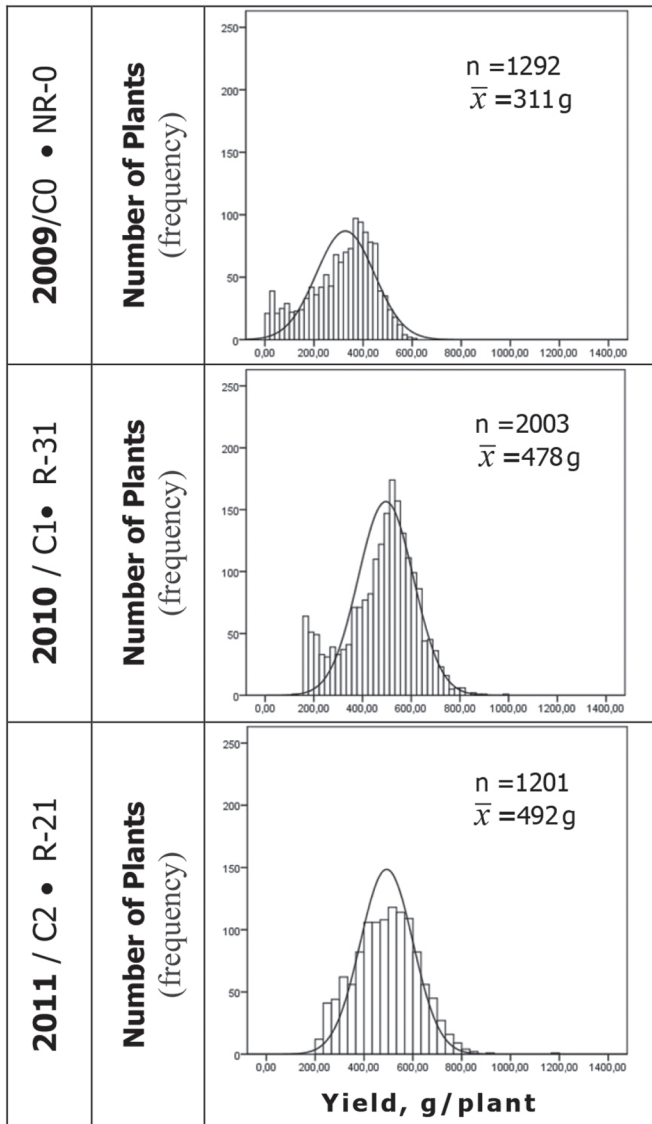 2009/C0 • NR-0
Number of Plants
(frequency)
250
200
150
100
50
0
n =1292
x̅ =311 g
0,00 200,00 400,00 600,00 800,00 1000,00 1200,00 1400,00
2010 / C1• R-31
Number of Plants
(frequency)
250
200
150
100
50
0
n =2003
x̅ =478 g
0,00 200,00 400,00 600,00 800,00 1000,00 1200,00 1400,00
2011 / C2 • R-21
Number of Plants
(frequency)
250
200
150
100
50
0
n =1201
x̅ =492 g
0,00 200,00 400,00 600,00 800,00 1000,00 1200,00 1400,00
Yield, g/plant